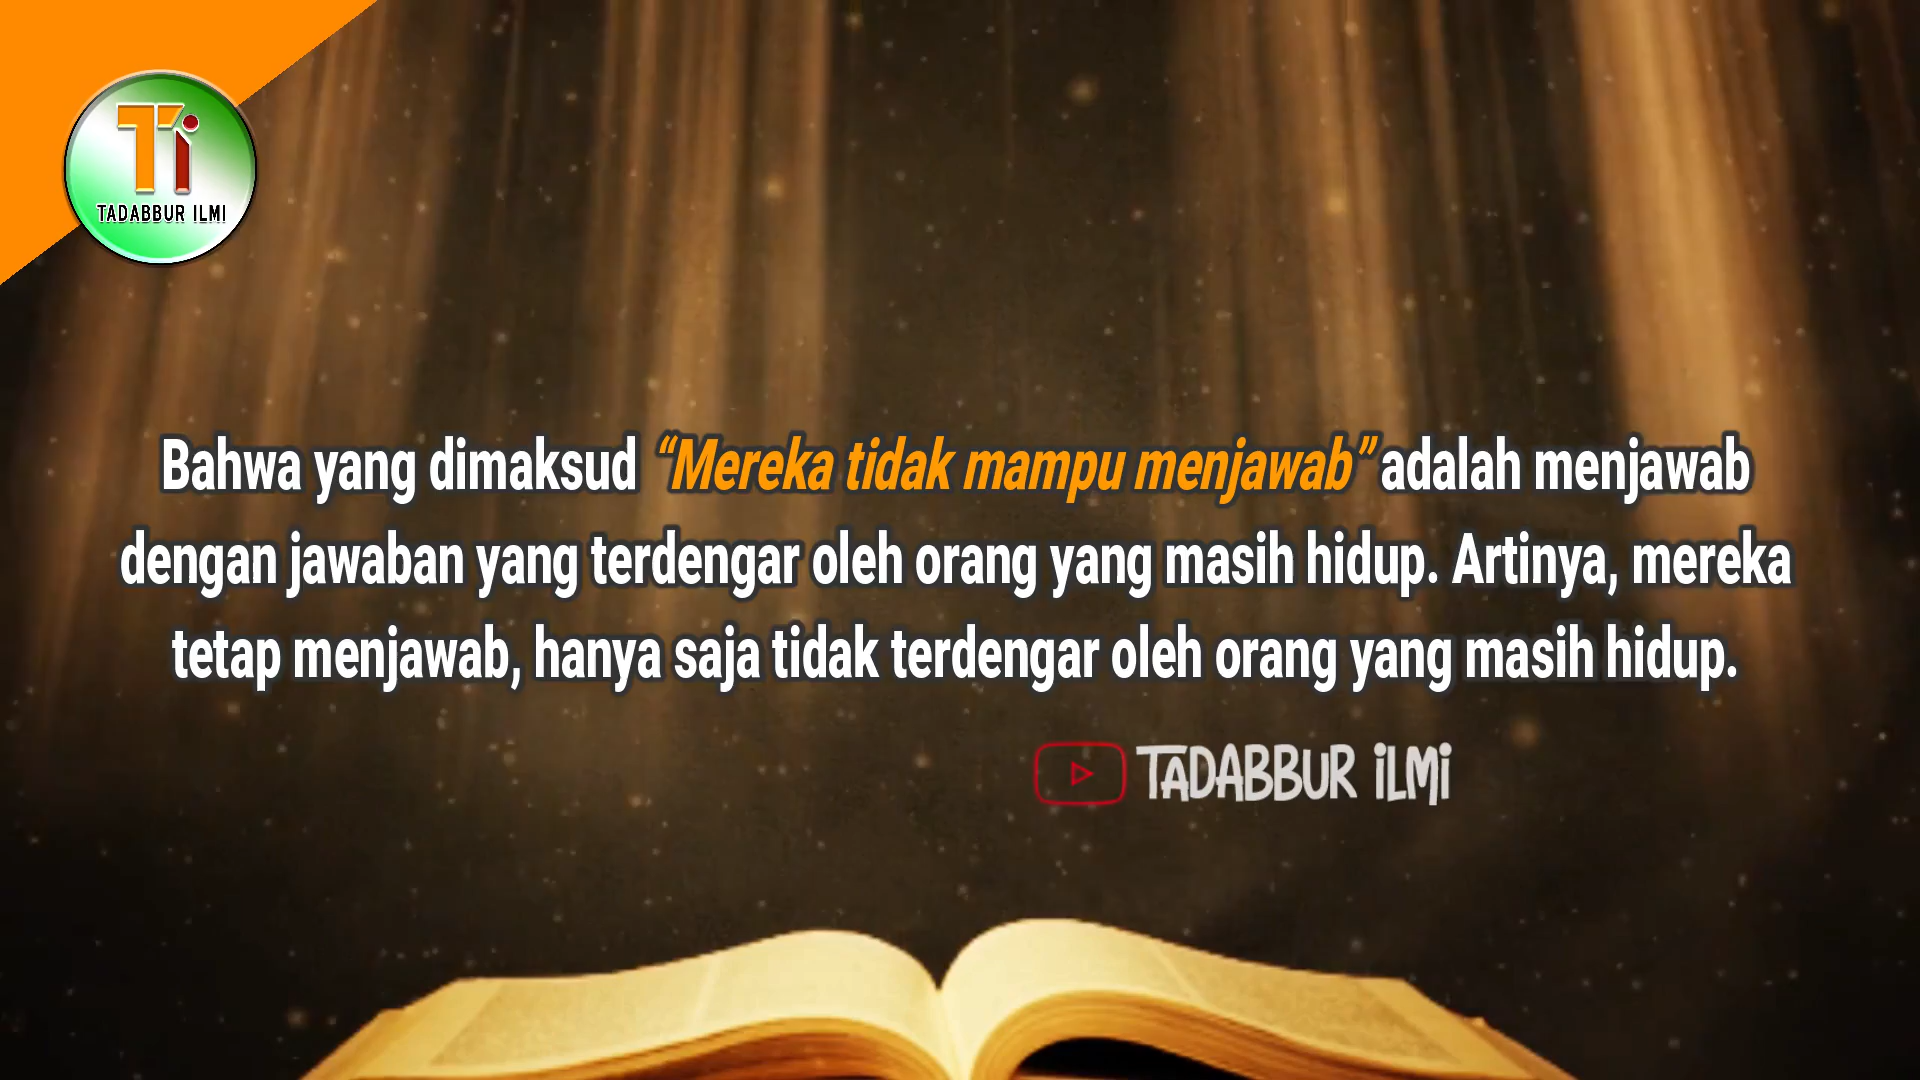 Ti
TADABBUR ILMI
Bahwa yang dimaksud “Mereka tidak mampu menjawab” adalah menjawab
dengan jawaban yang terdengar oleh orang yang masih hidup. Artinya, mereka
tetap menjawab, hanya saja tidak terdengar oleh orang yang masih hidup.
TADABBUR iLMi